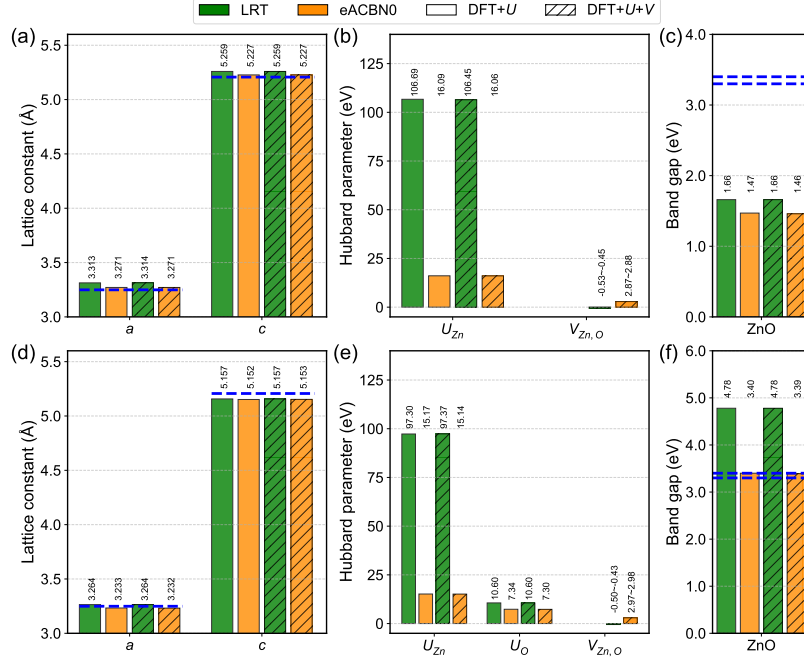 LRT eACBN0 DFT+U DFT+U+V
(a)
Lattice constant (Å)
5.5
5.0
4.5
4.0
3.5
3.0
3.313 3.271 3.314 3.271
5.259 5.227 5.259 5.227
a c
(b)
Hubbard parameter (eV)
125
100
75
50
25
0
106.69 16.09 106.45 16.06
-0.53~-0.45 2.87~2.88
U_Zn V_Zn, O
(c)
Band gap (eV)
4.0
3.0
2.0
1.0
0.0
1.66 1.47 1.66 1.46
ZnO
(d)
Lattice constant (Å)
5.5
5.0
4.5
4.0
3.5
3.0
3.264 3.233 3.264 3.232
5.157 5.152 5.157 5.153
a c
(e)
Hubbard parameter (eV)
125
100
75
50
25
0
97.30 15.17 97.37 15.14
10.60 7.34 10.60 7.30
-0.50~-0.43 2.97~2.98
U_Zn U_O V_Zn, O
(f)
Band gap (eV)
6.0
5.0
4.0
3.0
2.0
1.0
0.0
4.78 3.40 4.78 3.39
ZnO